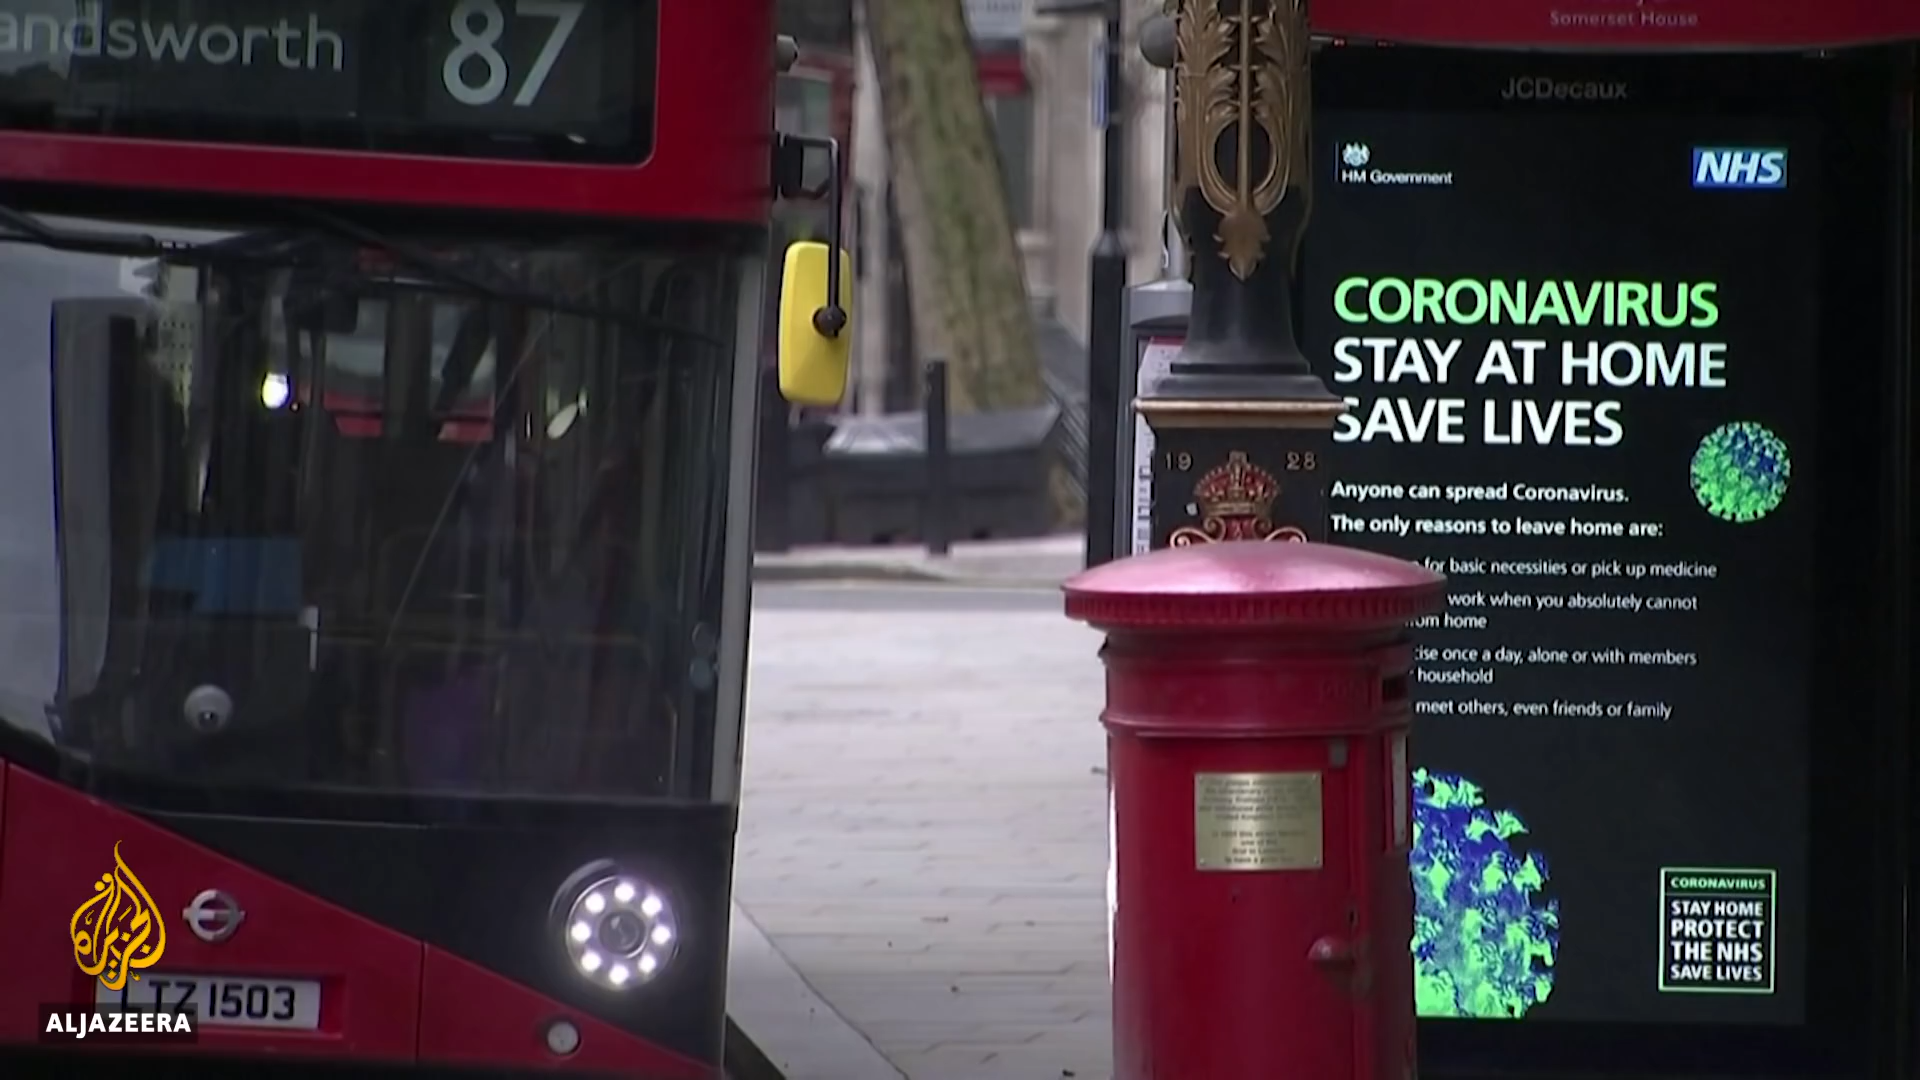 andsworth
87
Somerset House
JCDecaux
HM Government
NHS
CORONAVIRUS
STAY AT HOME
SAVE LIVES
19 28
Anyone can spread Coronavirus.
The only reasons to leave home are:
for basic necessities or pick up medicine
work when you absolutely cannot
om home
cise once a day, alone or with members
household
meet others, even friends or family
CORONAVIRUS
STAY HOME
PROTECT
THE NHS
SAVE LIVES
LTZ 1503
الجزيرة
ALJAZEERA